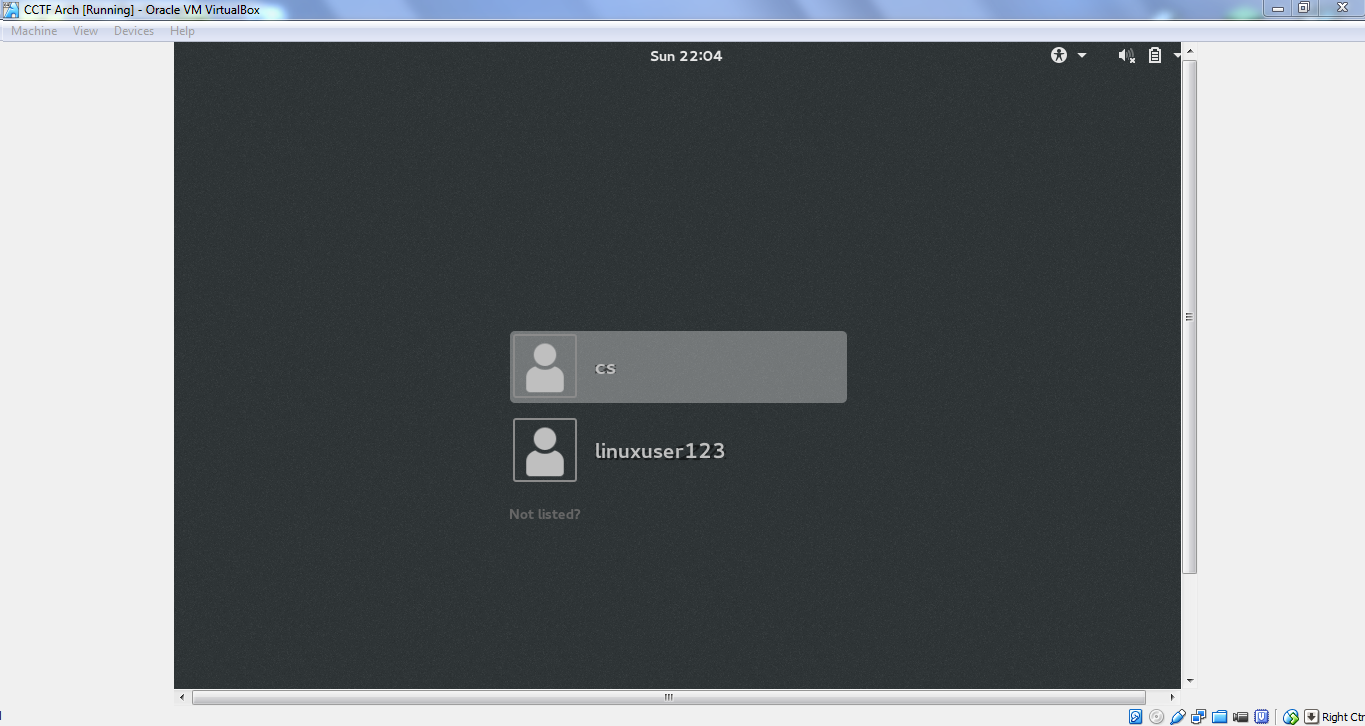 CCTF Arch [Running] - Oracle VM VirtualBox
Machine View Devices Help
Sun 22:04
cs
linuxuser123
Not listed?
Right Ctr